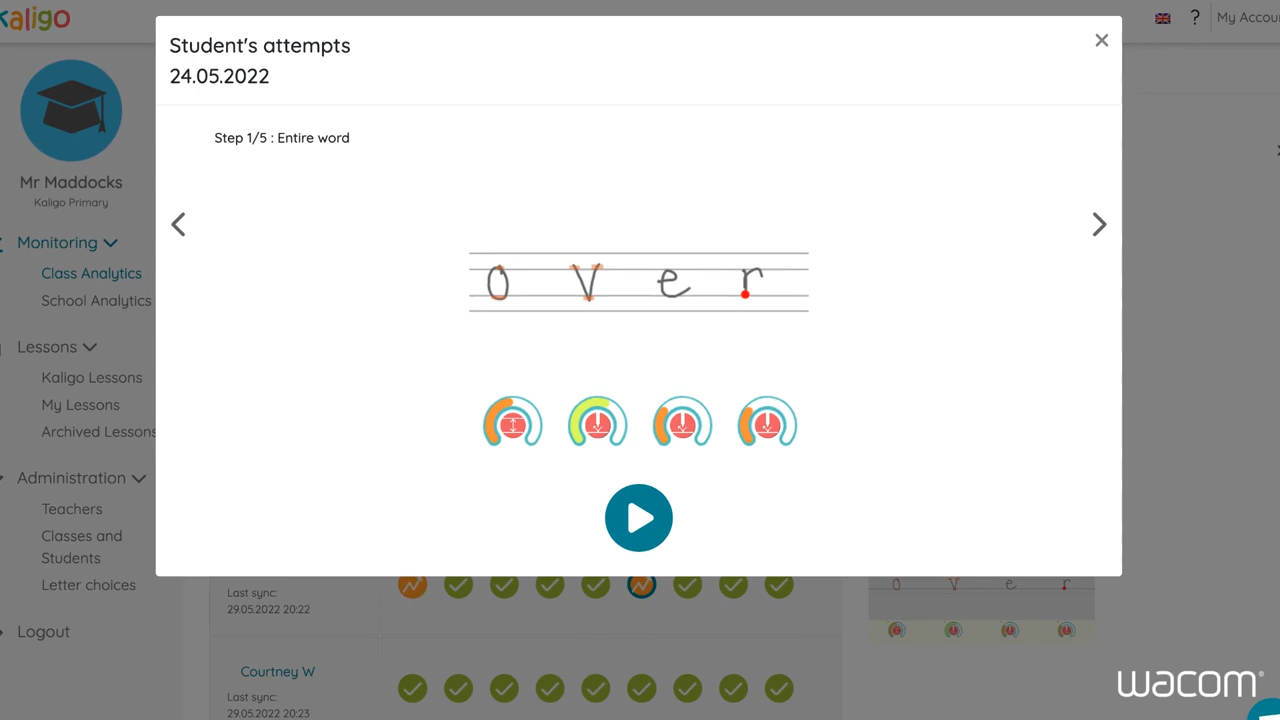 kaligo
?
My Accou
Student's attempts
24.05.2022
Step 1/5 : Entire word
o v e r
Mr Maddocks
Kaligo Primary
Monitoring
Class Analytics
School Analytics
Lessons
Kaligo Lessons
My Lessons
Archived Lessons
Administration
Teachers
Classes and
Students
Letter choices
Logout
Last sync:
29.05.2022 20:22
Courtney W
Last sync:
29.05.2022 20:23
o v e r
wacom®